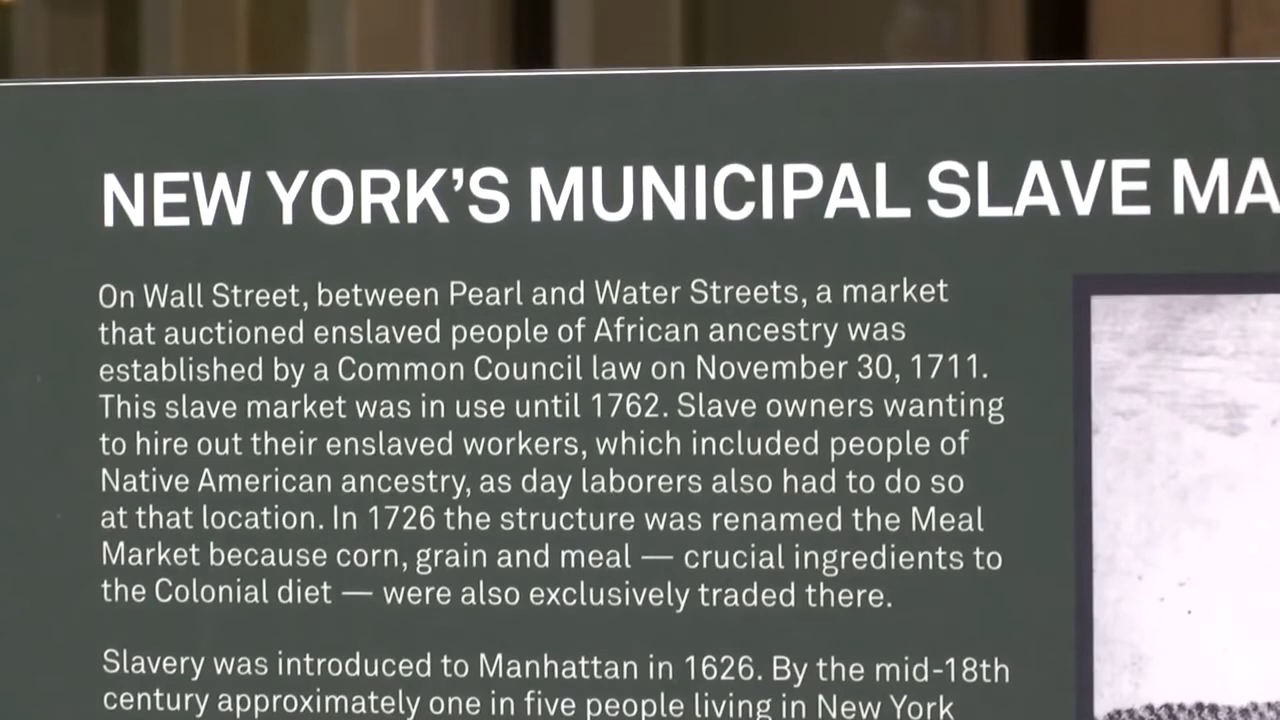 NEW YORK'S MUNICIPAL SLAVE MA
On Wall Street, between Pearl and Water Streets, a market
that auctioned enslaved people of African ancestry was
established by a Common Council law on November 30, 1711.
This slave market was in use until 1762. Slave owners wanting
to hire out their enslaved workers, which included people of
Native American ancestry, as day laborers also had to do so
at that location. In 1726 the structure was renamed the Meal
Market because corn, grain and meal — crucial ingredients to
the Colonial diet — were also exclusively traded there.
Slavery was introduced to Manhattan in 1626. By the mid-18th
century approximately one in five people living in New York